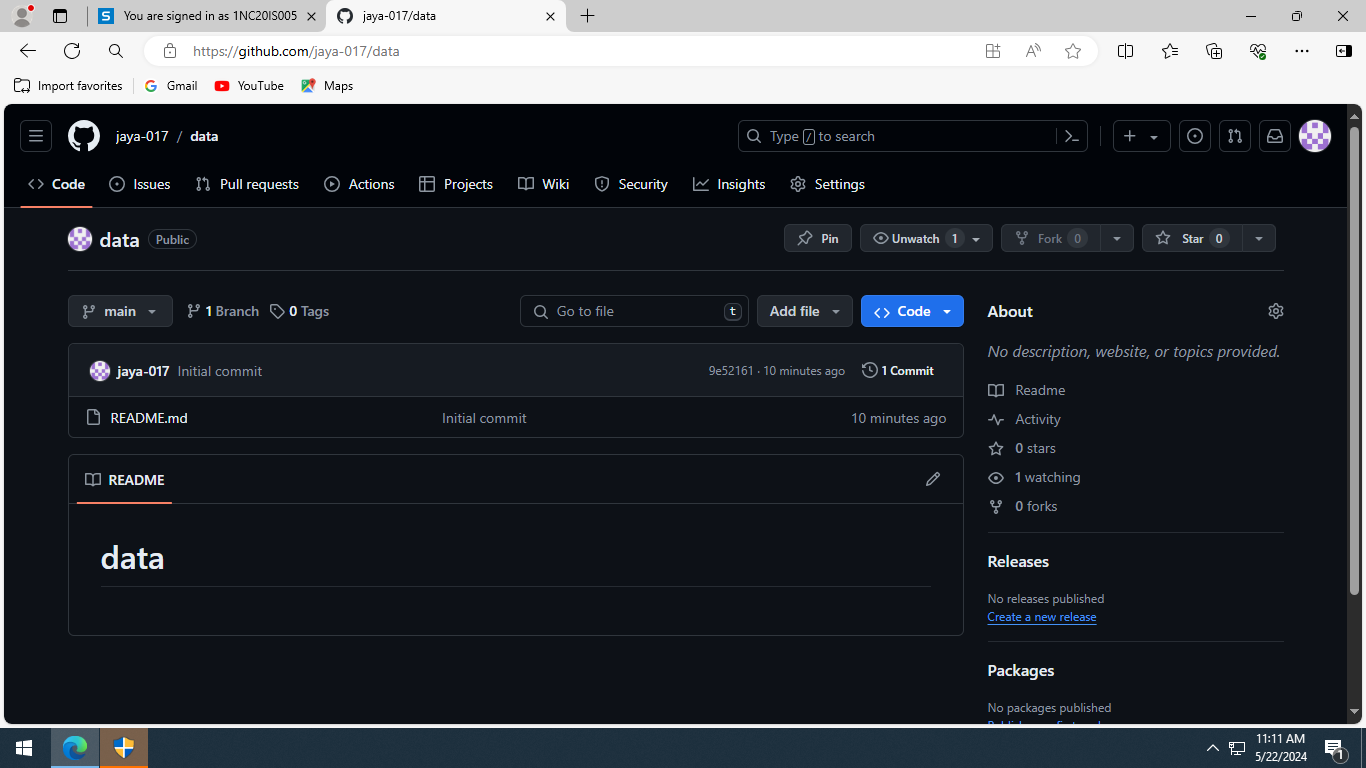 You are signed in as 1NC20IS005
jaya-017/data
https://github.com/jaya-017/data
Import favorites
Gmail
YouTube
Maps
jaya-017 / data
Type / to search
Code
Issues
Pull requests
Actions
Projects
Wiki
Security
Insights
Settings
data
Public
Pin
Unwatch 1
Fork 0
Star 0
main
1 Branch
0 Tags
Go to file
t
Add file
Code
About
No description, website, or topics provided.
jaya-017 Initial commit
9e52161 · 10 minutes ago
1 Commit
README.md
Initial commit
10 minutes ago
Readme
Activity
0 stars
1 watching
0 forks
README
data
Releases
No releases published
Create a new release
Packages
No packages published
11:11 AM
5/22/2024
1